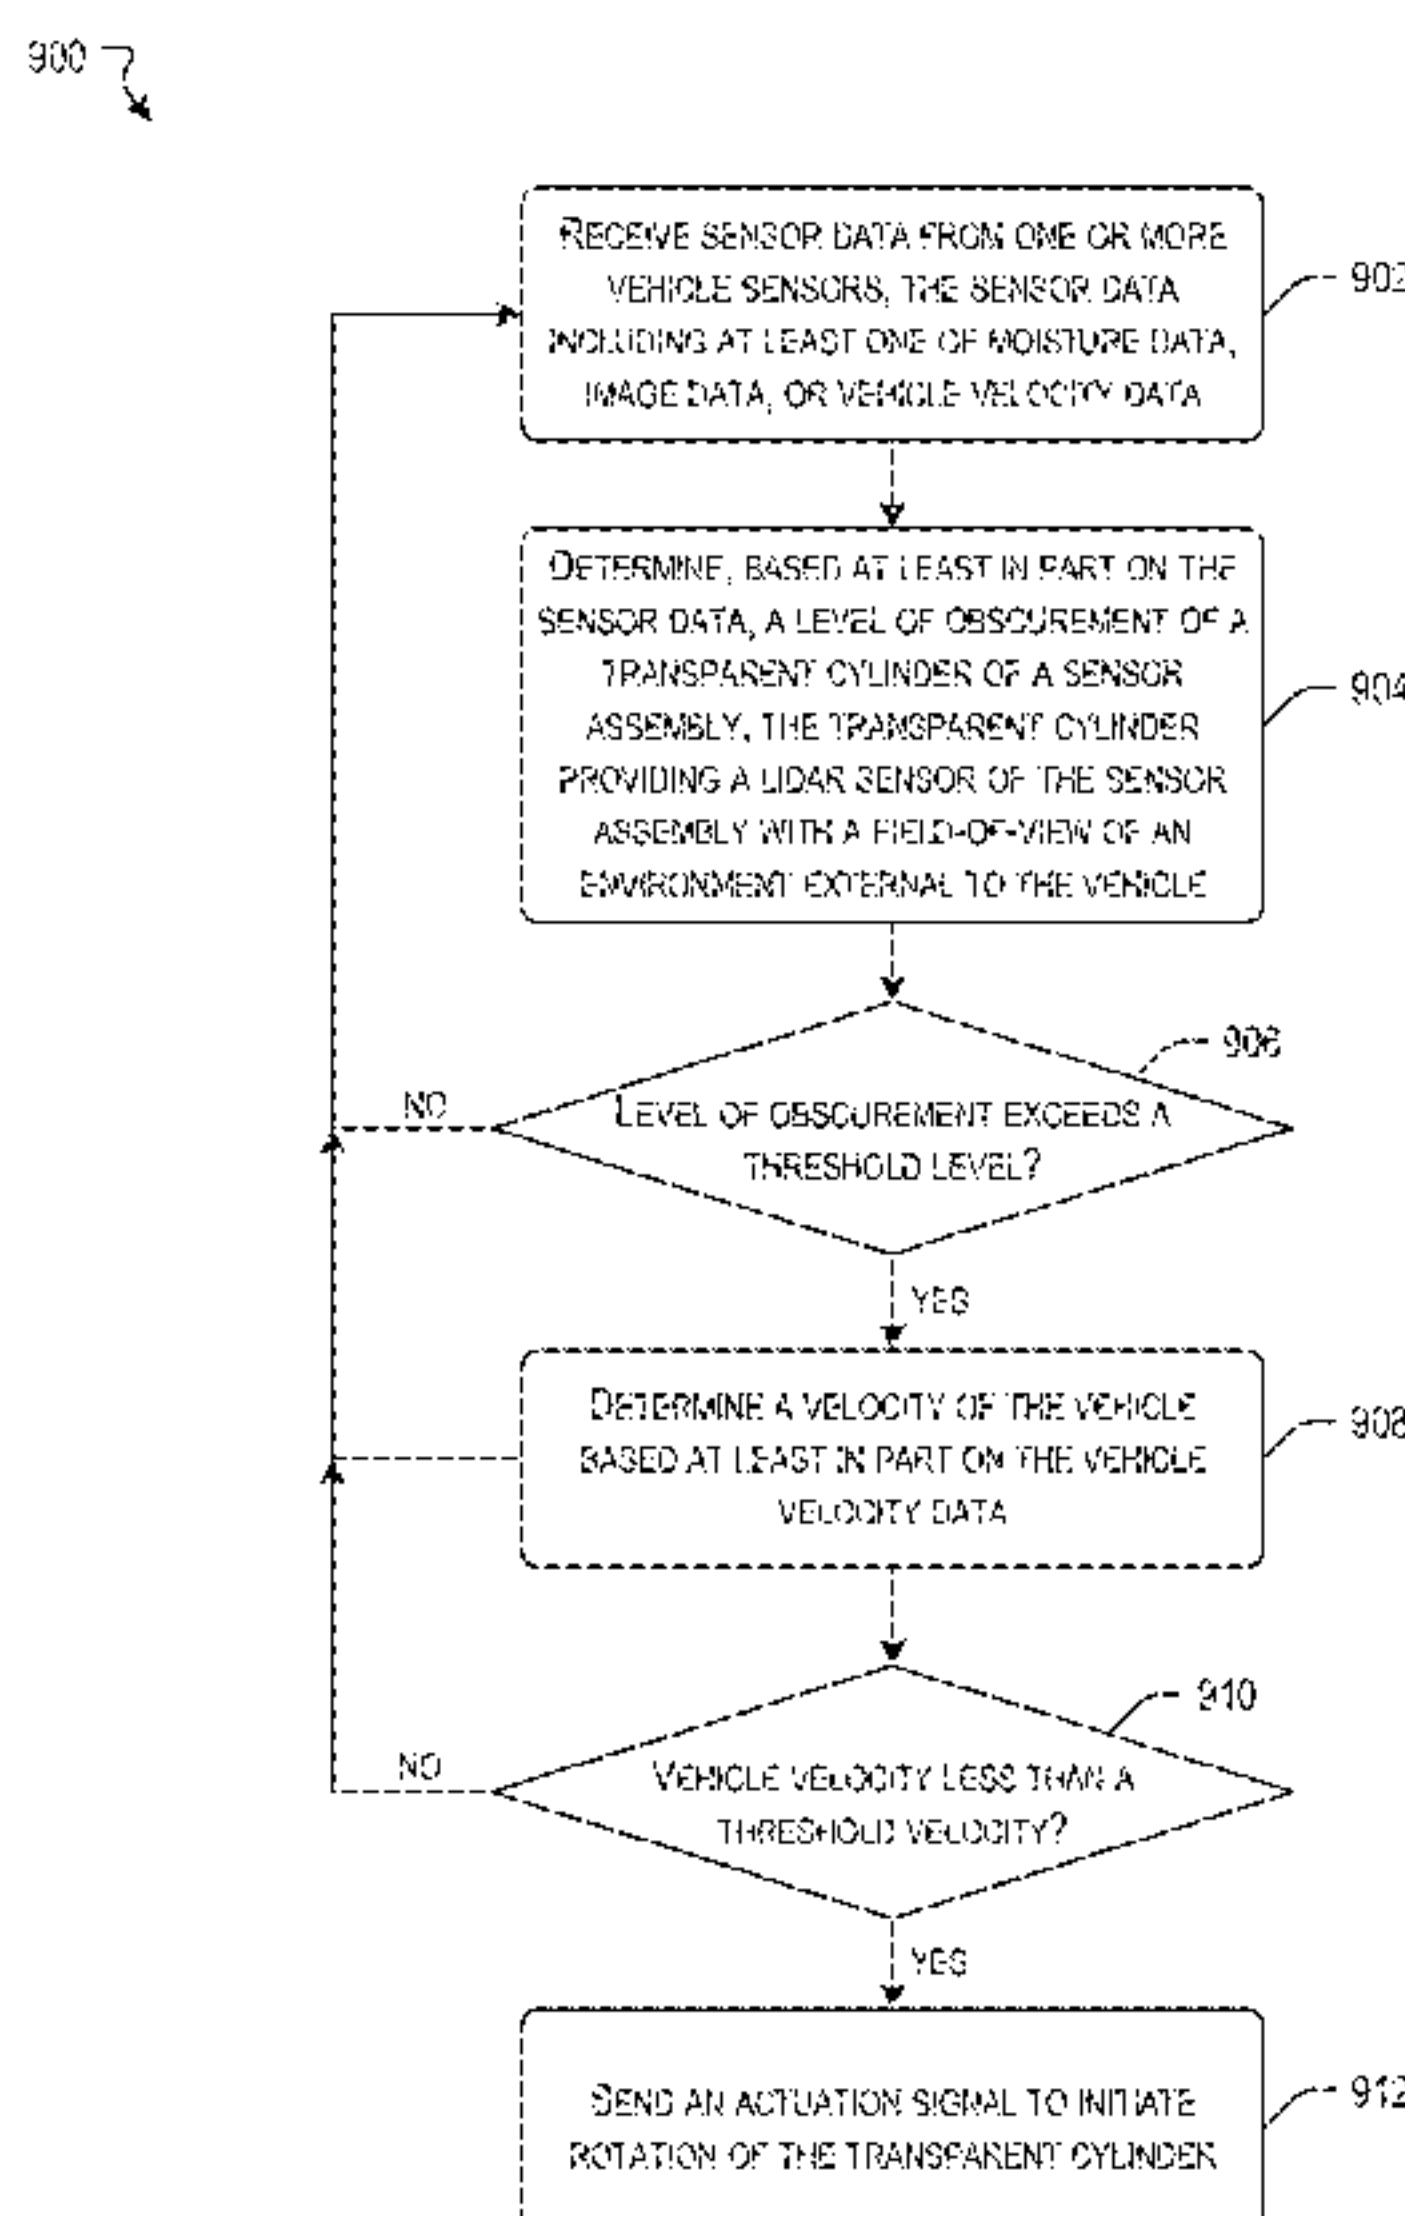 900
RECEIVE SENSOR DATA FROM ONE OR MORE
VEHICLE SENSORS, THE SENSOR DATA
INCLUDING AT LEAST ONE OF MOISTURE DATA,
IMAGE DATA, OR VEHICLE VELOCITY DATA
902
DETERMINE, BASED AT LEAST IN PART ON THE
SENSOR DATA, A LEVEL OF OBSCUREMENT OF A
TRANSPARENT CYLINDER OF A SENSOR
ASSEMBLY, THE TRANSPARENT CYLINDER
PROVIDING A LIDAR SENSOR OF THE SENSOR
ASSEMBLY WITH A FIELD-OF-VIEW OF AN
ENVIRONMENT EXTERNAL TO THE VEHICLE
904
906
NO
LEVEL OF OBSCUREMENT EXCEEDS A
THRESHOLD LEVEL?
YES
DETERMINE A VELOCITY OF THE VEHICLE
BASED AT LEAST IN PART ON THE VEHICLE
VELOCITY DATA
908
910
NO
VEHICLE VELOCITY LESS THAN A
THRESHOLD VELOCITY?
YES
SEND AN ACTUATION SIGNAL TO INITIATE
ROTATION OF THE TRANSPARENT CYLINDER
912